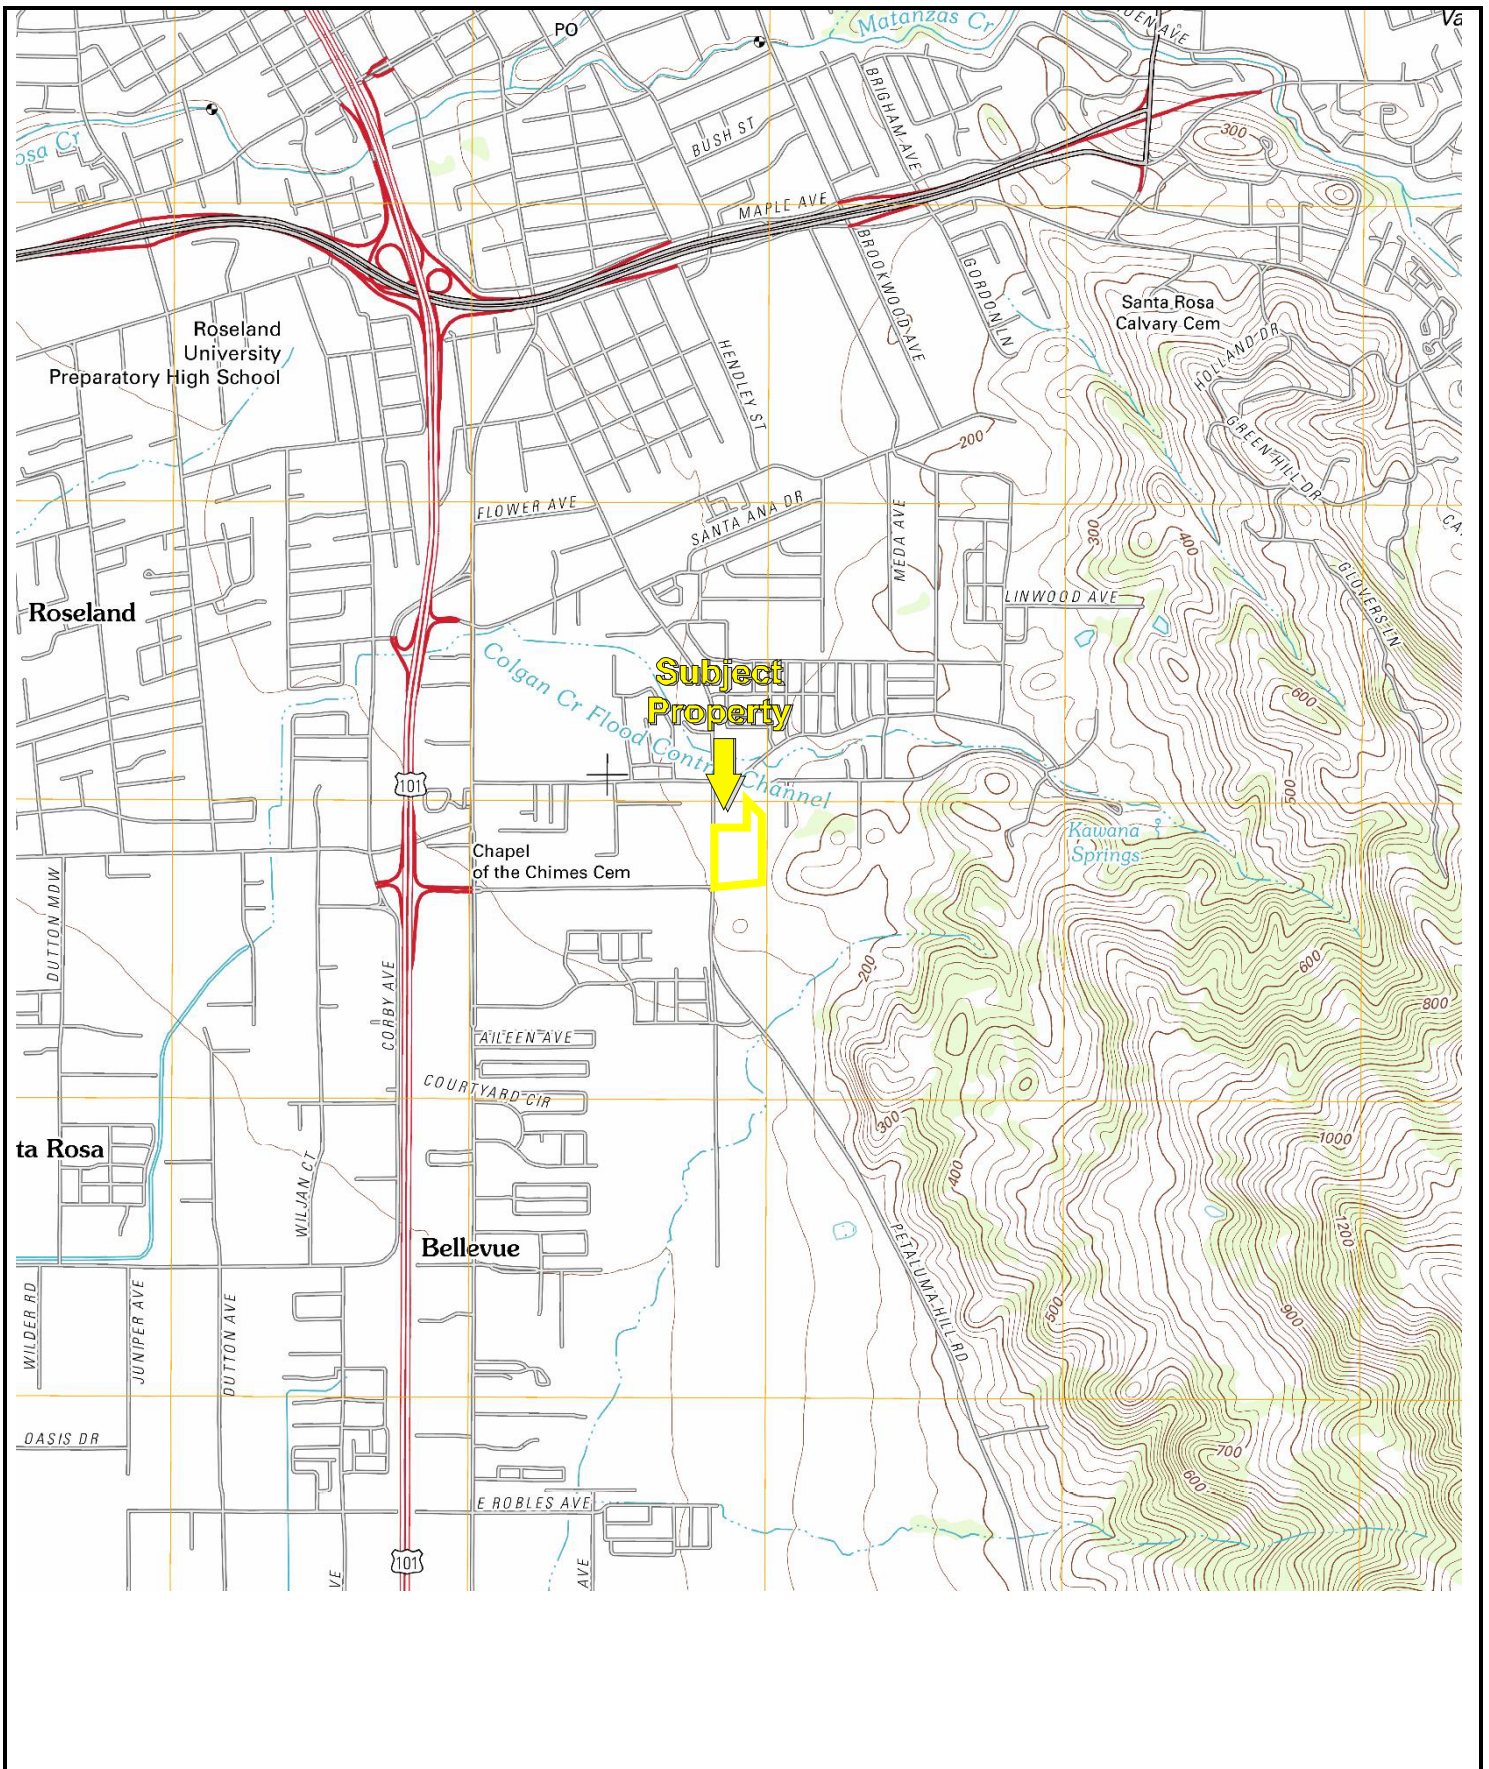 PO
Matanzas Cr
Va
osa Cr
BUSH ST
BRIGHAM AVE
300
MAPLE AVE
BROOKWOOD AVE
GORDON LN
Santa Rosa
Calvary Cem
Roseland
University
Preparatory High School
HENDLEY ST
HOLLAND DR
GREEN HILL DR
200
FLOWER AVE
SANTA ANA DR
MEDA AVE
300
400
CA
GLOVERS LN
LINWOOD AVE
Roseland
Colgan Cr Flood Control Channel
Subject
Property
600
101
500
Kawana
Springs
Chapel
of the Chimes Cem
DUTTON MDW
CORBY AVE
200
600
800
AILEEN AVE
COURTYARD CIR
300
1000
ta Rosa
WILJAN CT
400
1200
Bellevue
PETALUMA HILL RD
WILDER RD
JUNIPER AVE
DUTTON AVE
500
900
OASIS DR
700
600
E ROBLES AVE
101
VE
AVE